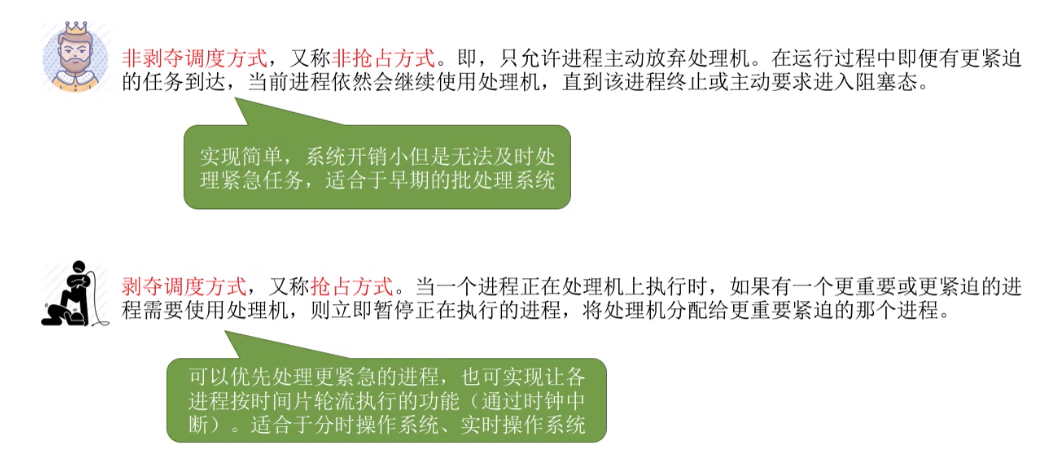 非剥夺调度方式，又称非抢占方式。即，只允许进程主动放弃处理机。在运行过程中即便有更紧迫
的任务到达，当前进程依然会继续使用处理机，直到该进程终止或主动要求进入阻塞态。
实现简单，系统开销小但是无法及时处
理紧急任务，适合于早期的批处理系统
剥夺调度方式，又称抢占方式。当一个进程正在处理机上执行时，如果有一个更重要或更紧迫的进
程需要使用处理机，则立即暂停正在执行的进程，将处理机分配给更重要紧迫的那个进程。
可以优先处理更紧急的进程，也可实现让各
进程按时间片轮流执行的功能（通过时钟中
断）。适合于分时操作系统、实时操作系统